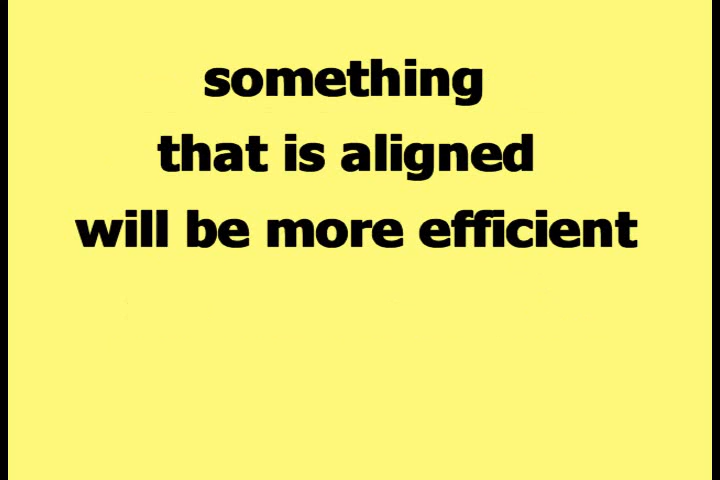 something
that is aligned
will be more efficient